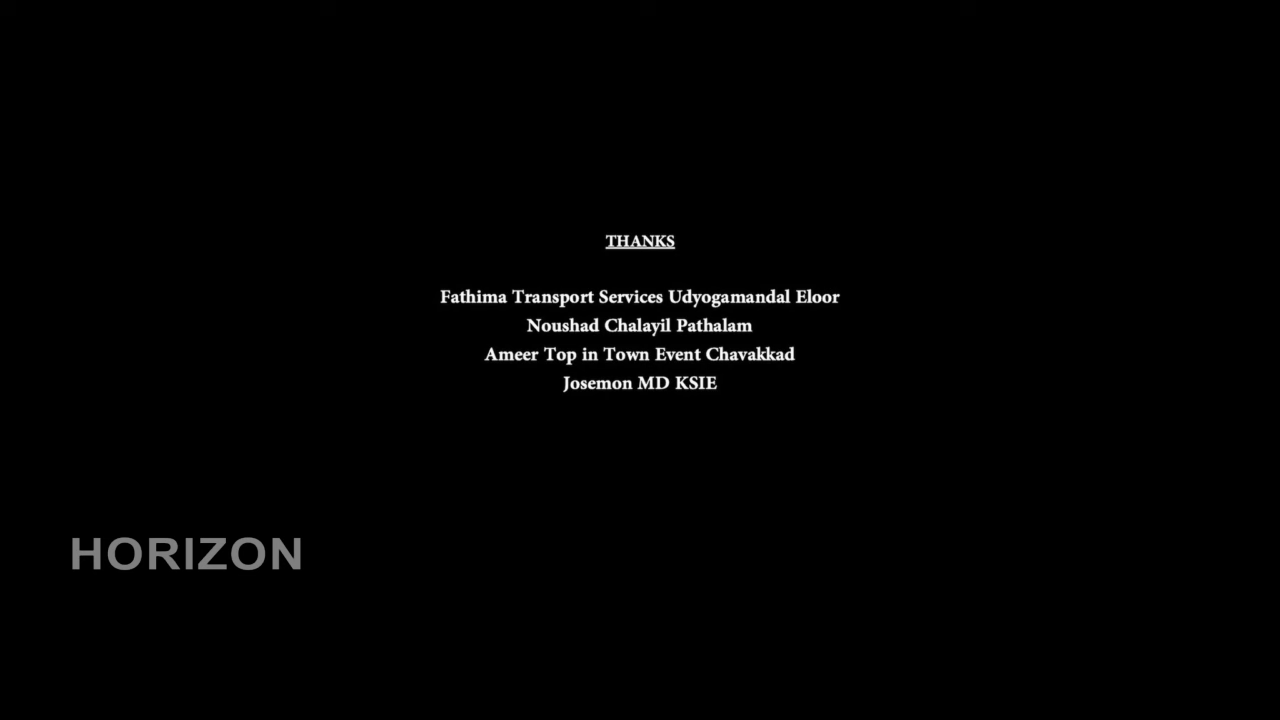 THANKS
Fathima Transport Services Udyogamandal Eloor
Noushad Chalayil Pathalam
Ameer Top in Town Event Chavakkad
Josemon MD KSIE
HORIZON